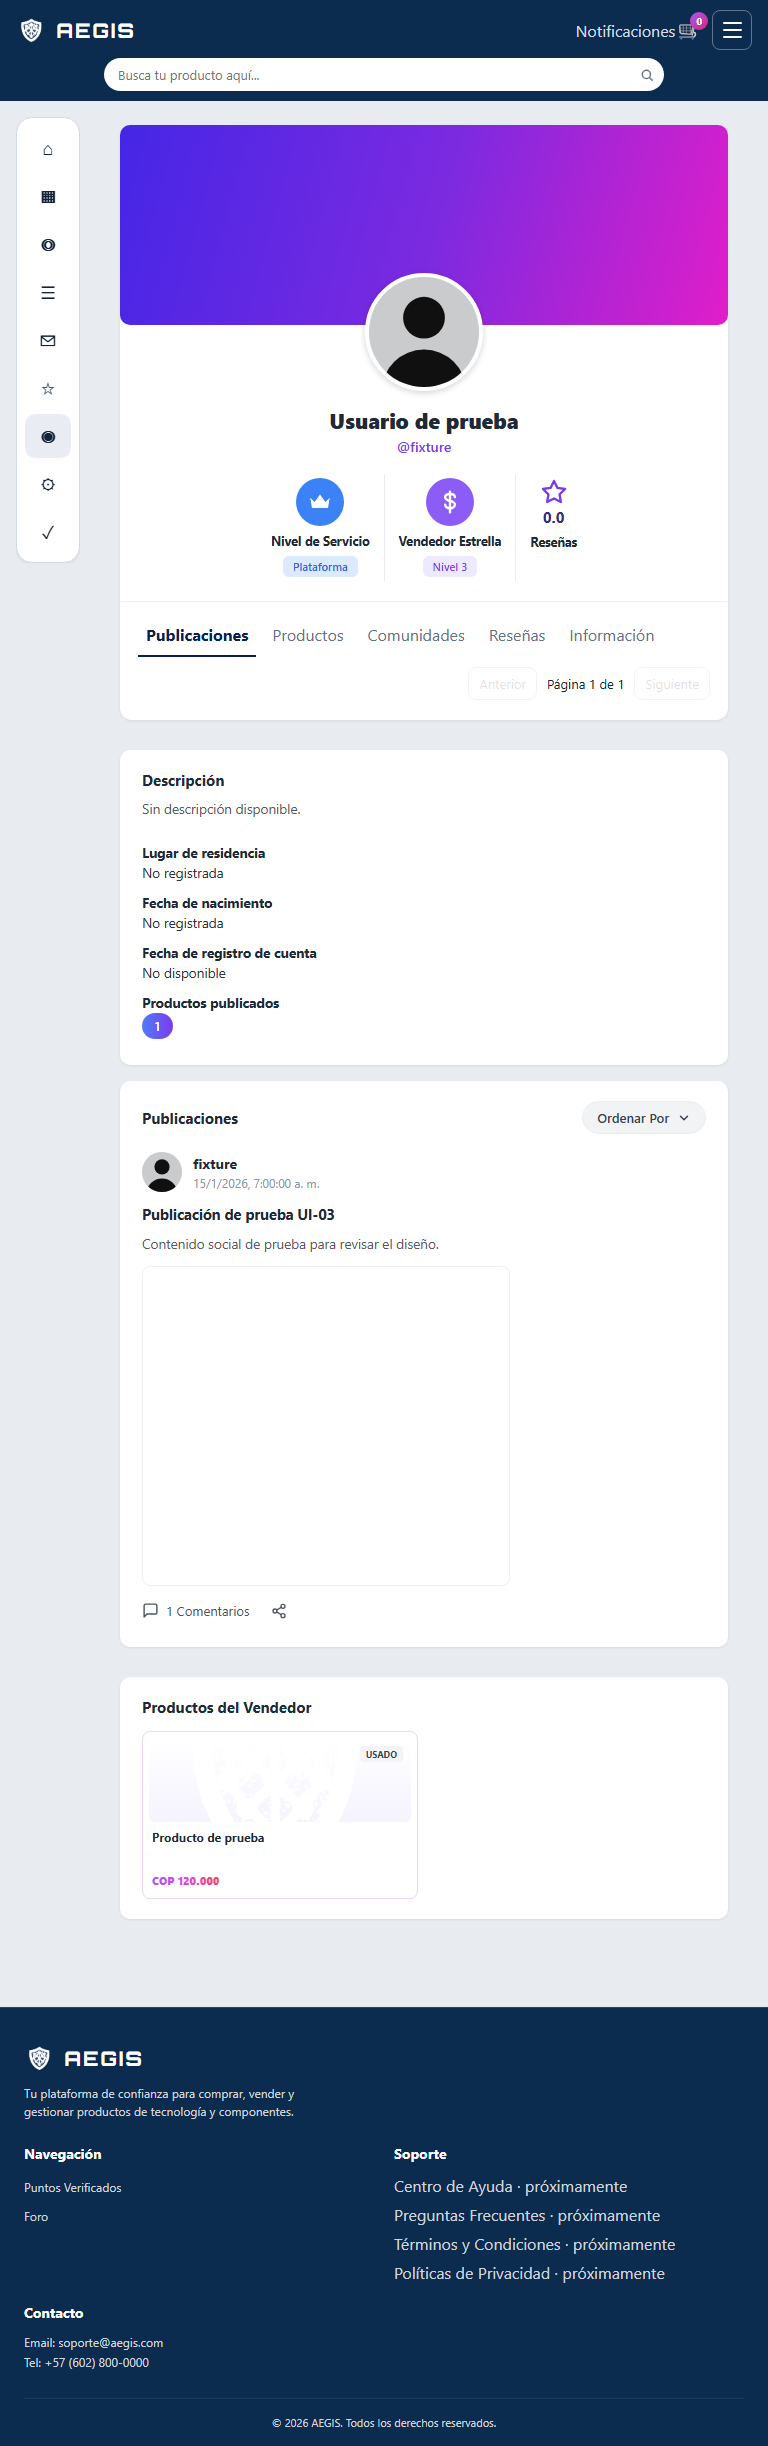 AEGIS
Notificaciones
0
Busca tu producto aquí...
Usuario de prueba
@fixture
Nivel de Servicio
Plataforma
Vendedor Estrella
Nivel 3
0.0
Reseñas
Publicaciones Productos Comunidades Reseñas Información
Anterior Página 1 de 1 Siguiente
Descripción
Sin descripción disponible.
Lugar de residencia
No registrada
Fecha de nacimiento
No registrada
Fecha de registro de cuenta
No disponible
Productos publicados
1
Publicaciones
Ordenar Por
fixture
15/1/2026, 7:00:00 a. m.
Publicación de prueba UI-03
Contenido social de prueba para revisar el diseño.
1 Comentarios
Productos del Vendedor
USADO
Producto de prueba
COP 120.000
AEGIS
Tu plataforma de confianza para comprar, vender y
gestionar productos de tecnología y componentes.
Navegación
Puntos Verificados
Foro
Soporte
Centro de Ayuda · próximamente
Preguntas Frecuentes · próximamente
Términos y Condiciones · próximamente
Políticas de Privacidad · próximamente
Contacto
Email: soporte@aegis.com
Tel: +57 (602) 800-0000
© 2026 AEGIS. Todos los derechos reservados.